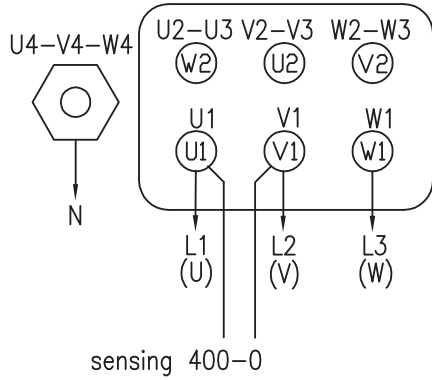 U2-U3 V2-V3 W2-W3
U4-V4-W4
W2 U2 V2
U1 V1 W1
U1 V1 W1
N
L1 L2 L3
(U) (V) (W)
sensing 400-0